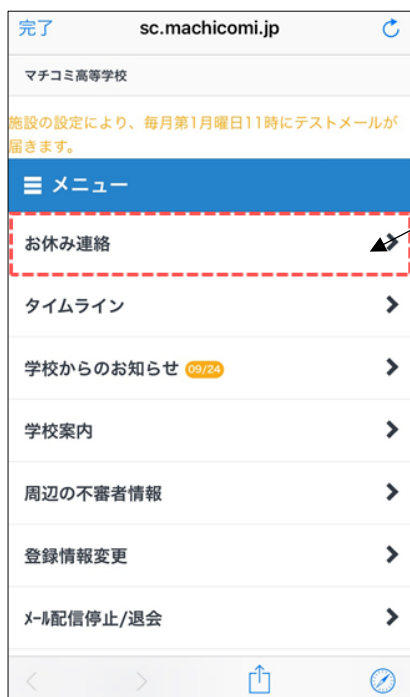 完了 sc.machicomi.jp
マチコミ高等学校
施設の設定により、毎月第1月曜日11時にテストメールが
届きます。
メニュー
お休み連絡
タイムライン
学校からのお知らせ 09/24
学校案内
周辺の不審者情報
登録情報変更
ﾒｰﾙ配信停止/退会